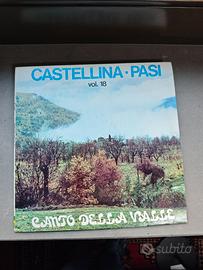 CASTELLINA · PASI
vol. 18
CANTO DELLA VALLE
subito